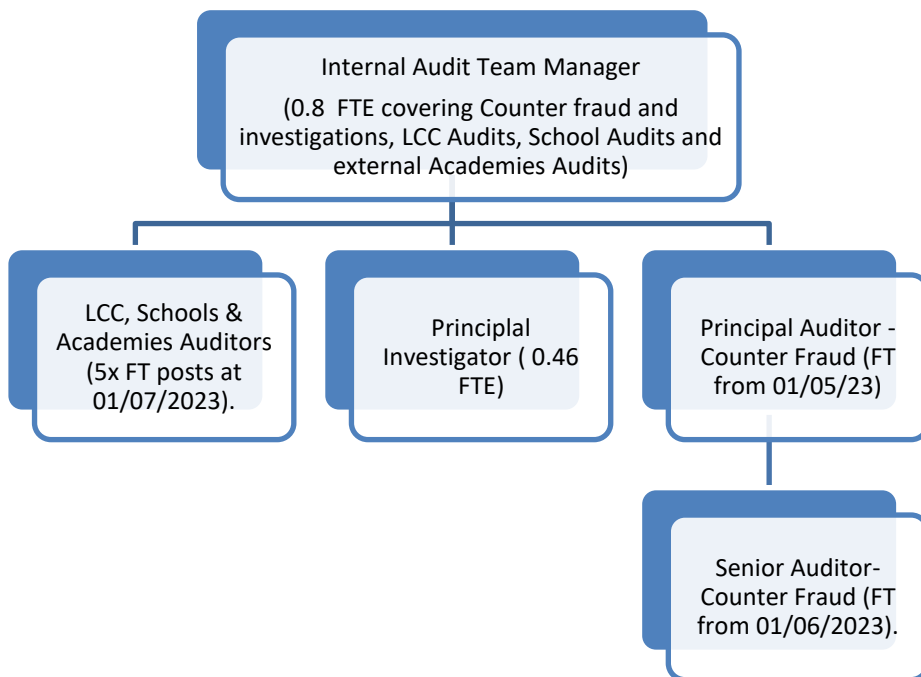 Internal Audit Team Manager
(0.8 FTE covering Counter fraud and
investigations, LCC Audits, School Audits and
external Academies Audits)
LCC, Schools &
Academies Auditors
(5x FT posts at
01/07/2023).
Principlal
Investigator ( 0.46
FTE)
Principal Auditor -
Counter Fraud (FT
from 01/05/23)
Senior Auditor-
Counter Fraud (FT
from 01/06/2023).